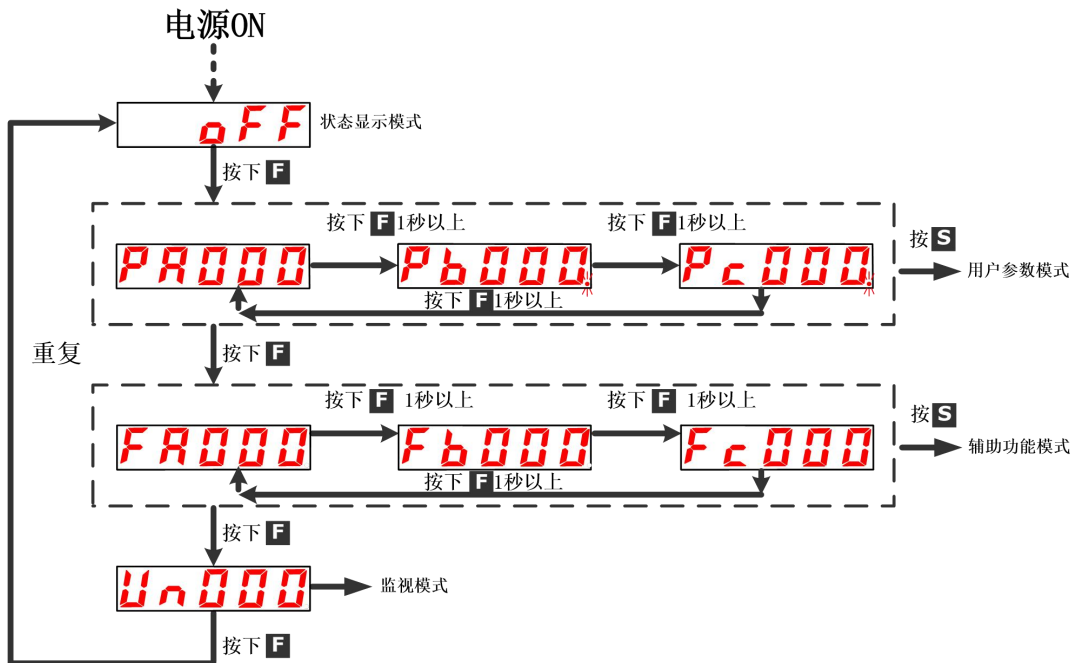 电源ON
oFF 状态显示模式
按下 F
按下 F 1秒以上 按下 F 1秒以上
按 S
PA000 Pb000. Pc000. 用户参数模式
按下 F 1秒以上
重复 按下 F
按下 F 1秒以上 按下 F 1秒以上
按 S
FA000 Fb000 Fc000 辅助功能模式
按下 F 1秒以上
按下 F
Un000 监视模式
按下 F